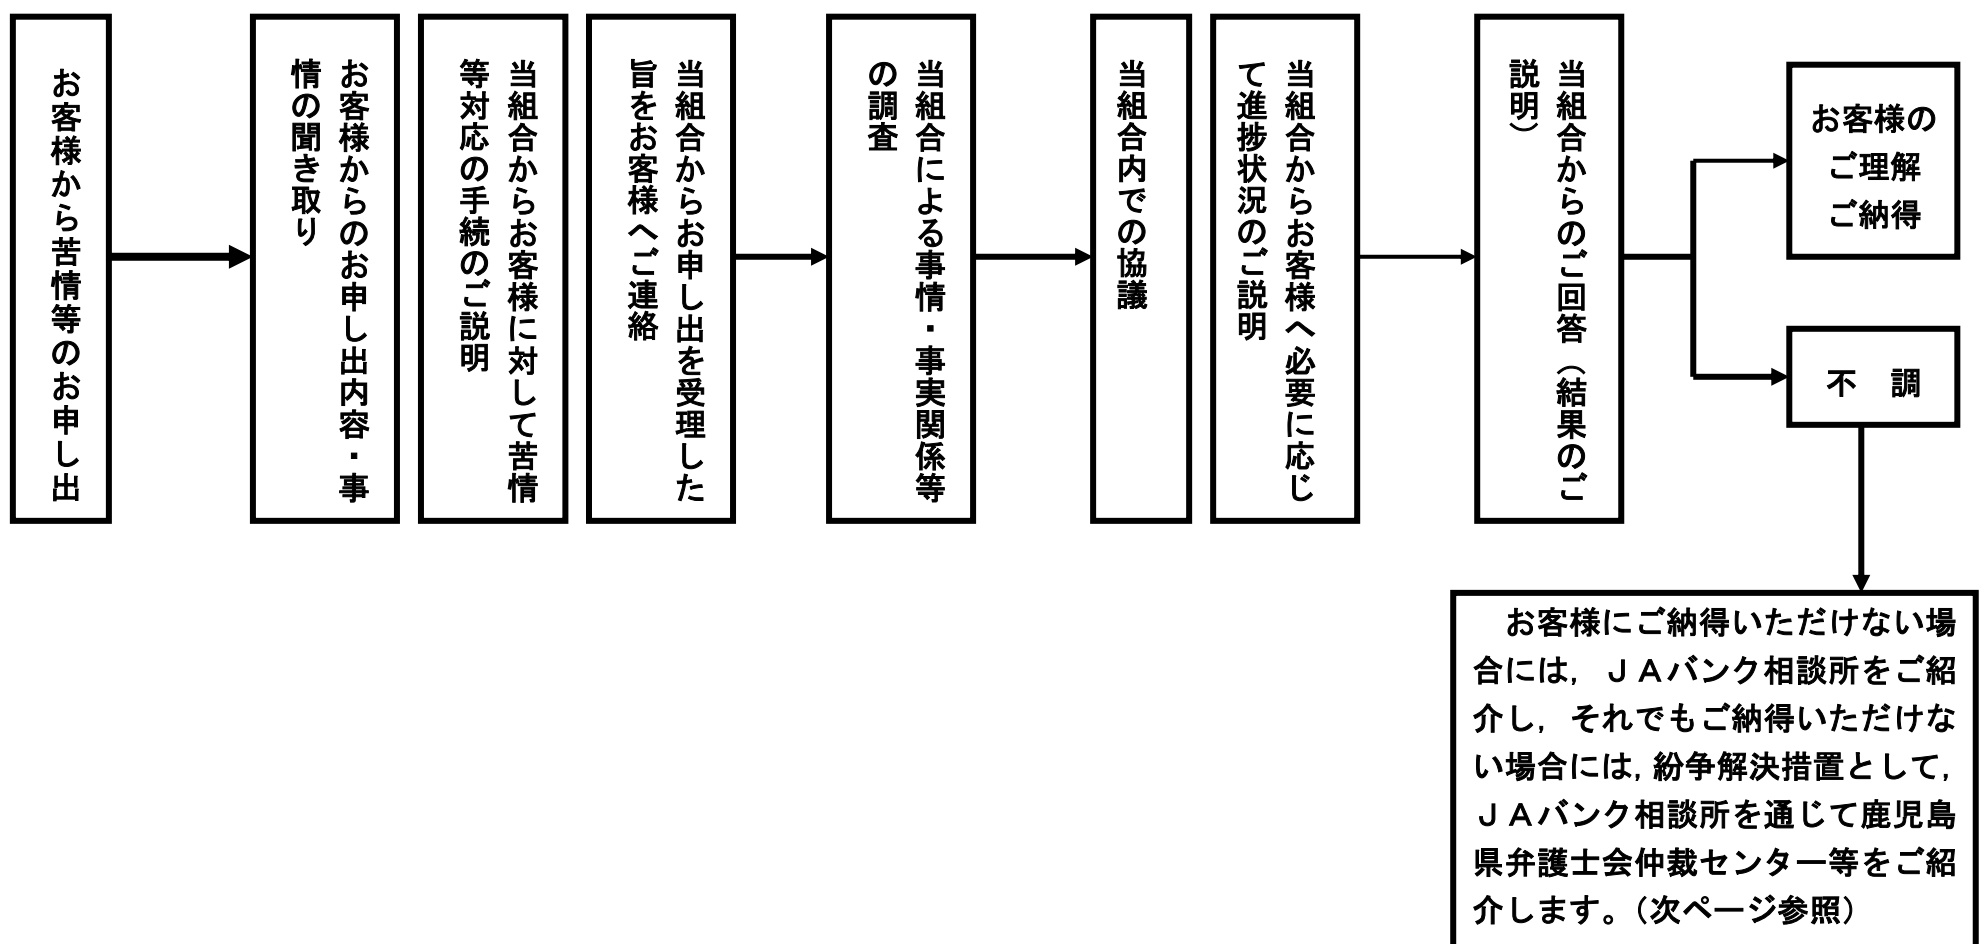 お客様から苦情等のお申し出
お客様からのお申し出内容・事
情の聞き取り
当組合からお客様に対して苦情
等対応の手続のご説明
当組合からお申し出を受理した
旨をお客様へご連絡
当組合による事情・事実関係等
の調査
当組合内での協議
当組合からお客様へ必要に応じ
て進捗状況のご説明
当組合からのご回答（結果のご
説明）
お客様の
ご理解
ご納得
不　調
　お客様にご納得いただけない場
合には，ＪＡバンク相談所をご紹
介し，それでもご納得いただけな
い場合には，紛争解決措置として，
ＪＡバンク相談所を通じて鹿児島
県弁護士会仲裁センター等をご紹
介します。（次ページ参照）